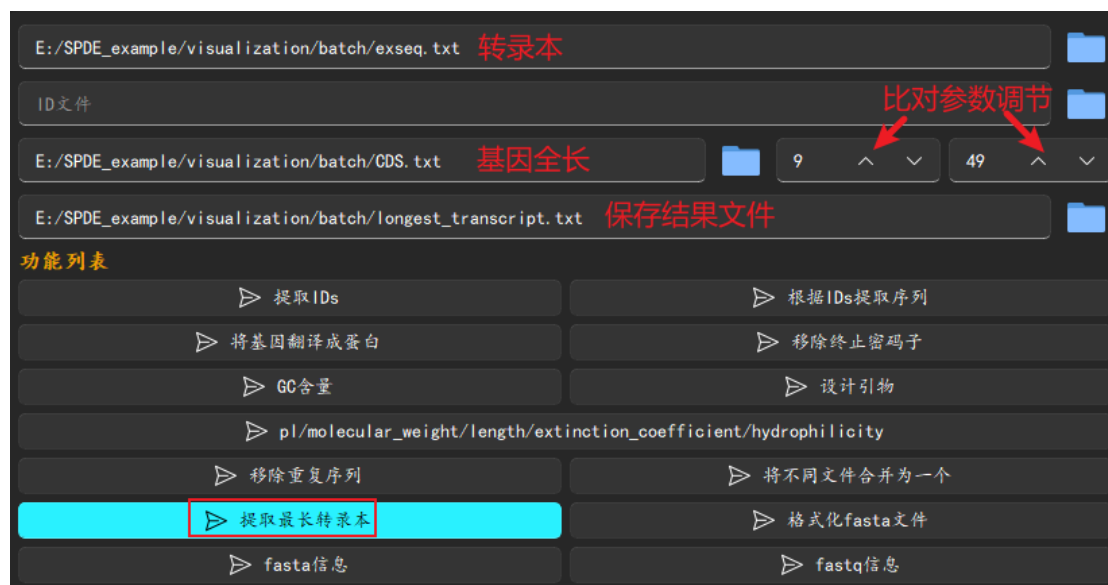 E:/SPDE_example/visualization/batch/exseq.txt 转录本
ID文件 比对参数调节
E:/SPDE_example/visualization/batch/CDS.txt 基因全长 9 49
E:/SPDE_example/visualization/batch/longest_transcript.txt 保存结果文件
功能列表
提取IDs 根据IDs提取序列
将基因翻译成蛋白 移除终止密码子
GC含量 设计引物
pl/molecular_weight/length/extinction_coefficient/hydrophilicity
移除重复序列 将不同文件合并为一个
提取最长转录本 格式化fasta文件
fasta信息 fastq信息